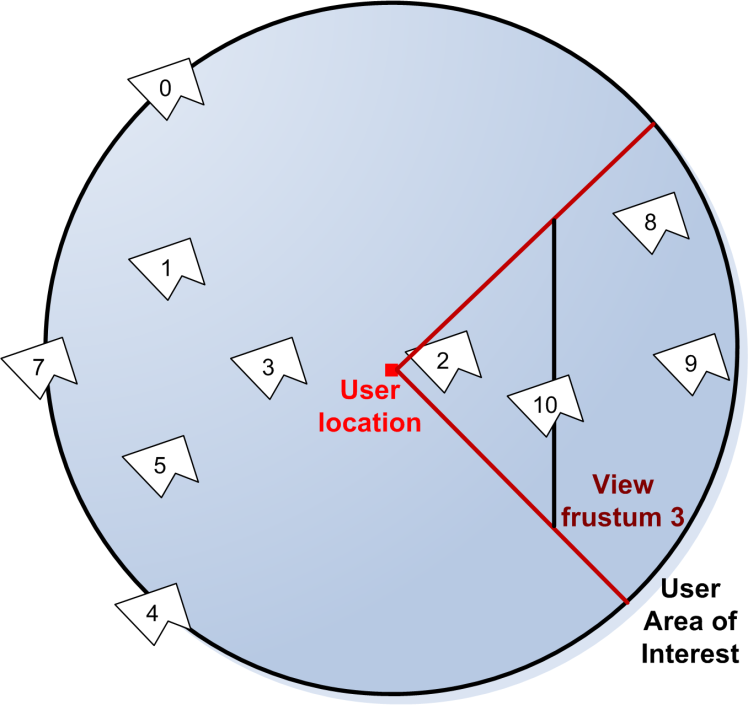 0
8
1
2
7
3
9
10
User
location
5
View
frustum 3
4
User
Area of
Interest